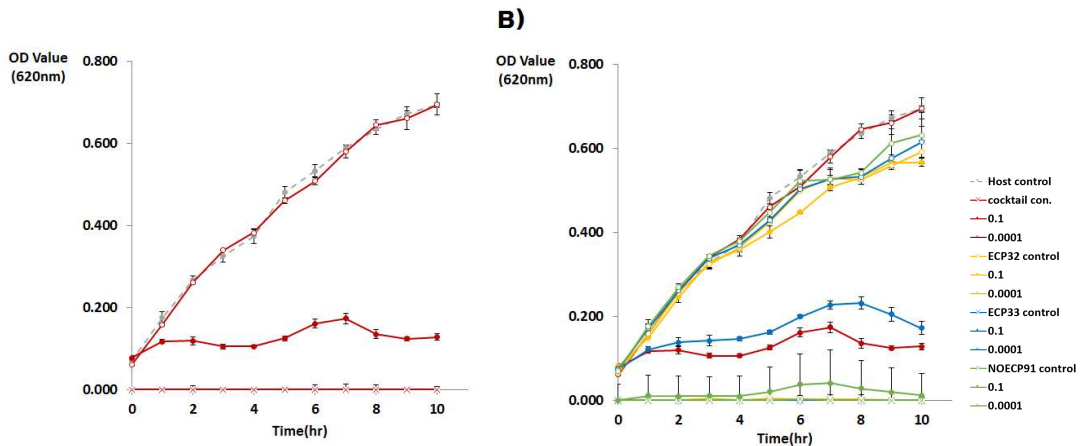 B)
OD Value
(620nm)
0.800
0.600
0.400
0.200
0.000
0 2 4 6 8 10
Time(hr)
OD Value
(620nm)
0.800
0.600
0.400
0.200
0.000
0 2 4 6 8 10
Time(hr)
Host control
cocktail con.
0.1
0.0001
ECP32 control
0.1
0.0001
ECP33 control
0.1
0.0001
NOECP91 control
0.1
0.0001